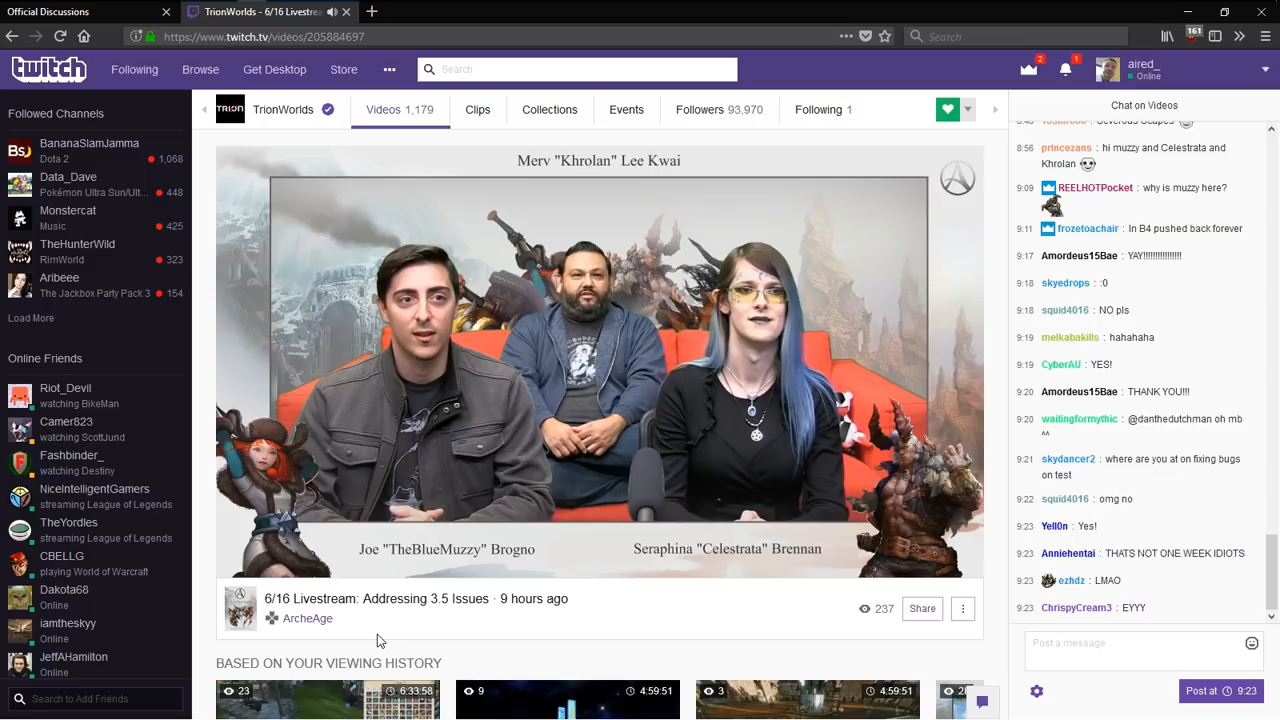 Official Discord
TrionWorlds - 6/16 Livestream
9:23
https://www.twitch.tv/videos/205884697
Search
161
twitch
Following
Browse
Get Desktop
Store
Search
2
1
aired_
Online
Followed Channels
BananaSlamJamma
Dota 2
1,068
Data_Dave
Pokémon Ultra Sun/Ult...
448
Monstercat
Music
425
TheHunterWild
RimWorld
323
Aribeee
The Jackbox Party Pack 3
154
Load More
Online Friends
Riot_Devil
watching BikeMan
Camer823
watching ScottJund
Fashbinder_
watching Destiny
NiceIntelligentGamers
streaming League of Legends
TheYordles
streaming League of Legends
CBELLG
playing World of Warcraft
Dakota68
Online
iamtheskyy
Online
JeffAHamilton
Online
Search to Add Friends
TRION
TrionWorlds
Videos 1,179
Clips
Collections
Events
Followers 93,970
Following 1
Merv "Khrolan" Lee Kwai
Joe "TheBlueMuzzy" Brogno
Seraphina "Celestrata" Brennan
6/16 Livestream: Addressing 3.5 Issues · 9 hours ago
ArcheAge
237
Share
BASED ON YOUR VIEWING HISTORY
23
6:33:58
4:59:51
3
4:59:51
Chat on Videos
8:56 princezans : hi muzzy and Celestrata and
Khrolan
9:09 REELHOTPocket : why is muzzy here?
9:11 frozetoachair : In B4 pushed back forever
9:17 Amordeus15Bae : YAY!!!!!!!!!!!!!!!!!
9:18 skyedrops : :0
9:18 squid4016 : NO pls
9:19 melkabakills : hahahaha
9:19 CyberAU : YES!
9:20 Amordeus15Bae : THANK YOU!!!
9:20 waitingformythic : @danthedutchman oh mb
^^
9:21 skydancer2 : where are you at on fixing bugs
on test
9:22 squid4016 : omg no
9:23 Yell0n : Yes!
9:23 Anniehentai : THATS NOT ONE WEEK IDIOTS
9:23 ezhdz : LMAO
9:23 ChrispyCream3 : EYYY
Post a message
Post at 9:23